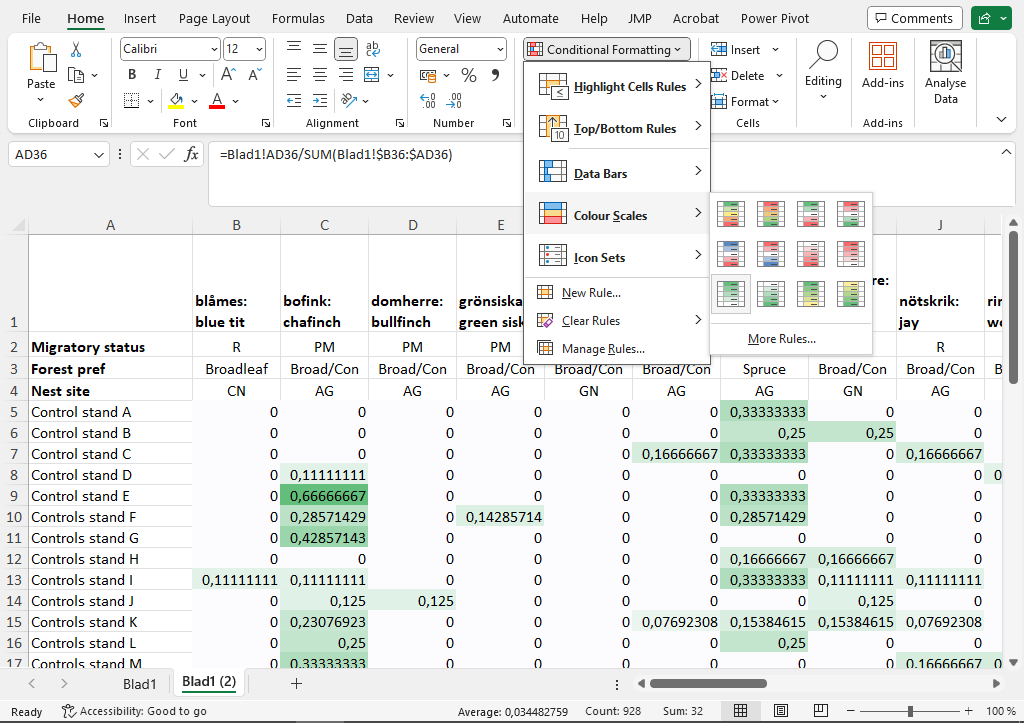 File Home Insert Page Layout Formulas Data Review View Automate Help JMP Acrobat Power Pivot Comments
Calibri 12 General Conditional Formatting Insert
Paste B I U A A ab % Delete Editing Add-ins Analyse Data
A Format
Clipboard Font Alignment Number Cells Add-ins
Highlight Cells Rules
Top/Bottom Rules
Data Bars
Colour Scales
Icon Sets
New Rule...
Clear Rules
Manage Rules...
More Rules...
AD36 fx =Blad1!AD36/SUM(Blad1!$B36:$AD36)
A B C D E J
1 blåmes: blue tit bofink: chafinch domherre: bullfinch grönsiska green sisk re: nötskrik: jay
2 Migratory status R PM PM PM R
3 Forest pref Broadleaf Broad/Con Broad/Con Broad/Con Broad/Con Broad/Con Spruce Broad/Con Broad/Con B
4 Nest site CN AG AG AG GN AG AG GN AG
5 Control stand A 0 0 0 0 0 0 0,33333333 0 0
6 Control stand B 0 0 0 0 0 0 0,25 0,25 0
7 Control stand C 0 0 0 0 0 0,16666667 0,33333333 0 0,16666667
8 Control stand D 0 0,11111111 0 0 0 0 0 0 0 0
9 Control stand E 0 0,66666667 0 0 0 0 0,33333333 0 0
10 Controls stand F 0 0,28571429 0 0,14285714 0 0 0,28571429 0 0
11 Controls stand G 0 0,42857143 0 0 0 0 0 0 0
12 Controls stand H 0 0 0 0 0 0 0,16666667 0,16666667 0
13 Controls stand I 0,11111111 0,11111111 0 0 0 0 0,33333333 0,11111111 0,11111111
14 Controls stand J 0 0,125 0,125 0 0 0 0 0,125 0
15 Controls stand K 0 0,23076923 0 0 0 0,07692308 0,15384615 0,15384615 0,07692308
16 Controls stand L 0 0,25 0 0 0 0 0,25 0 0
17 Controls stand M 0 0,33333333 0 0 0 0 0 0 0,16666667 0
Blad1 Blad1 (2)
Ready Accessibility: Good to go Average: 0,034482759 Count: 928 Sum: 32 100 %